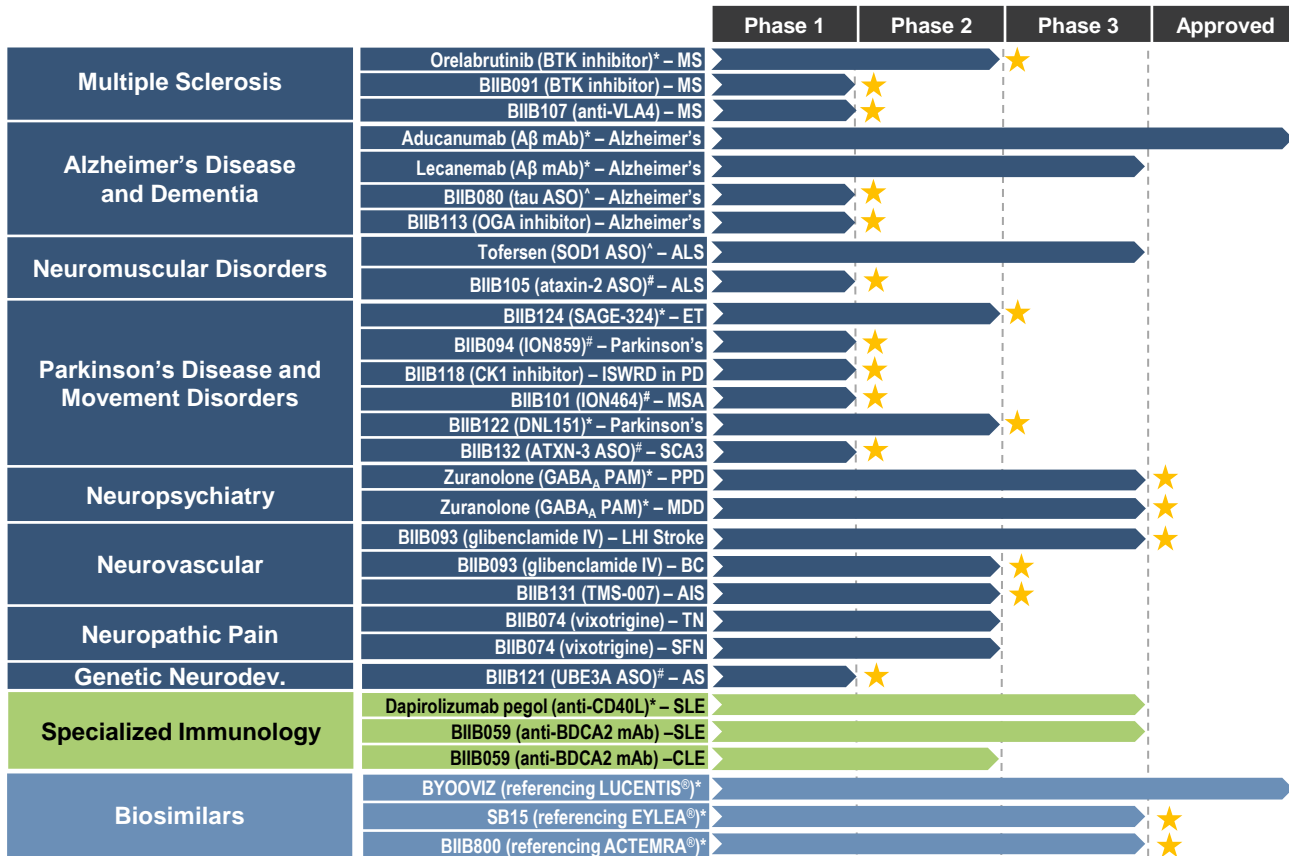 Phase 1 Phase 2 Phase 3 Approved
Multiple Sclerosis
Orelabrutinib (BTK inhibitor)* – MS
BIIB091 (BTK inhibitor) – MS
BIIB107 (anti-VLA4) – MS
Alzheimer's Disease
and Dementia
Aducanumab (Aβ mAb)* – Alzheimer's
Lecanemab (Aβ mAb)* – Alzheimer's
BIIB080 (tau ASO)^ – Alzheimer's
BIIB113 (OGA inhibitor) – Alzheimer's
Neuromuscular Disorders
Tofersen (SOD1 ASO)^ – ALS
BIIB105 (ataxin-2 ASO)# – ALS
Parkinson's Disease and
Movement Disorders
BIIB124 (SAGE-324)* – ET
BIIB094 (ION859)# – Parkinson's
BIIB118 (CK1 inhibitor) – ISWRD in PD
BIIB101 (ION464)# – MSA
BIIB122 (DNL151)* – Parkinson's
BIIB132 (ATXN-3 ASO)# – SCA3
Neuropsychiatry
Zuranolone (GABAA PAM)* – PPD
Zuranolone (GABAA PAM)* – MDD
Neurovascular
BIIB093 (glibenclamide IV) – LHI Stroke
BIIB093 (glibenclamide IV) – BC
BIIB131 (TMS-007) – AIS
Neuropathic Pain
BIIB074 (vixotrigine) – TN
BIIB074 (vixotrigine) – SFN
Genetic Neurodev.
BIIB121 (UBE3A ASO)# – AS
Specialized Immunology
Dapirolizumab pegol (anti-CD40L)* – SLE
BIIB059 (anti-BDCA2 mAb) –SLE
BIIB059 (anti-BDCA2 mAb) –CLE
Biosimilars
BYOOVIZ (referencing LUCENTIS®)*
SB15 (referencing EYLEA®)*
BIIB800 (referencing ACTEMRA®)*